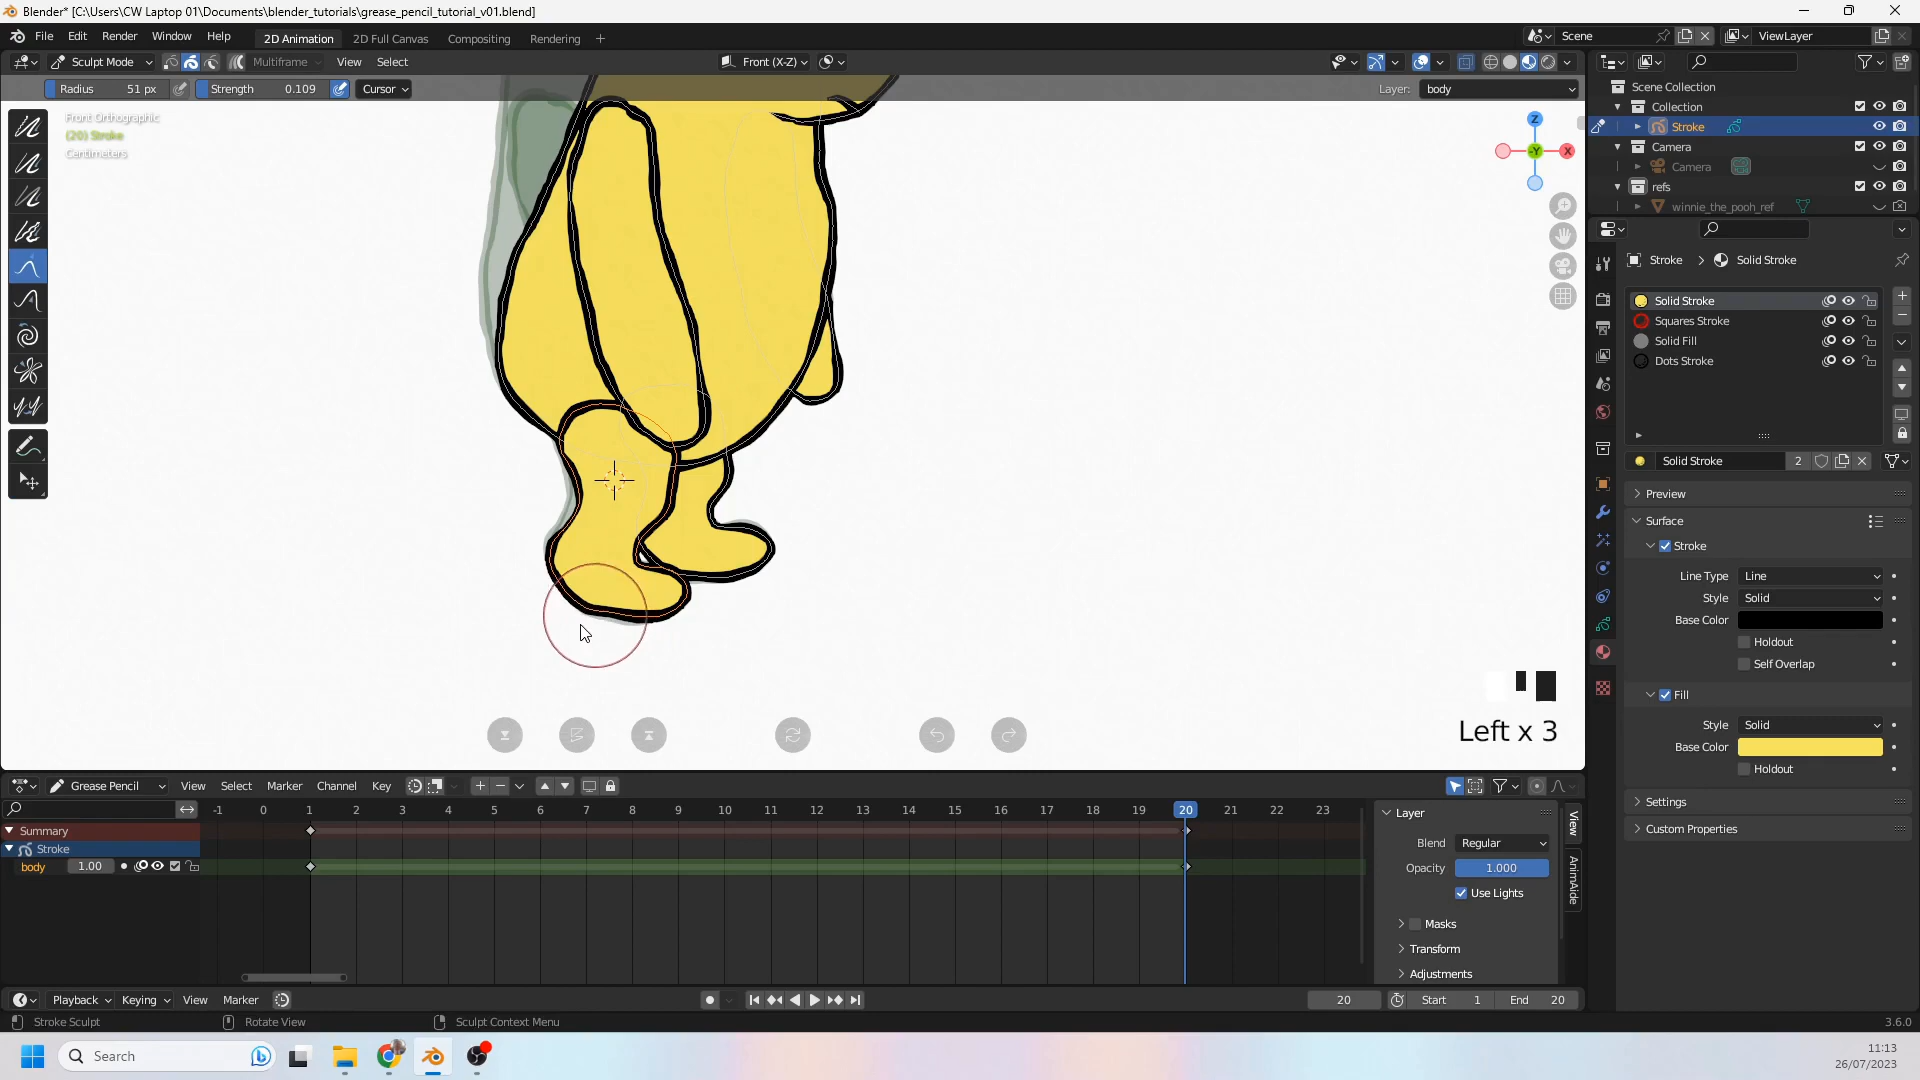 Blender* [C:\Users\CW Laptop 01\Documents\blender_tutorials\grease_pencil_tutorial_v01.blend]
File Edit Render Window Help 2D Animation 2D Full Canvas Compositing Rendering + Scene ViewLayer
Sculpt Mode Multiframe View Select Front (X-Z)
Radius 51 px Strength 0.109 Cursor Layer: body
Front Orthographic
(20) Stroke
Centimeters
Z
-Y X
Left x 3
Scene Collection
Collection
Stroke
Camera
Camera
refs
winnie_the_pooh_ref
Stroke > Solid Stroke
Solid Stroke
Squares Stroke
Solid Fill
Dots Stroke
Solid Stroke 2
Preview
Surface
Stroke
Line Type Line
Style Solid
Base Color
Holdout
Self Overlap
Fill
Style Solid
Base Color
Holdout
Settings
Custom Properties
Grease Pencil View Select Marker Channel Key
-1 0 1 2 3 4 5 6 7 8 9 10 11 12 13 14 15 16 17 18 19 20 21 22 23
Summary
Stroke
body 1.00
Layer
Blend Regular
Opacity 1.000
Use Lights
Masks
Transform
Adjustments
View
AnimAide
Playback Keying View Marker 20 Start 1 End 20
Stroke Sculpt Rotate View Sculpt Context Menu 3.6.0
Search
11:13
26/07/2023